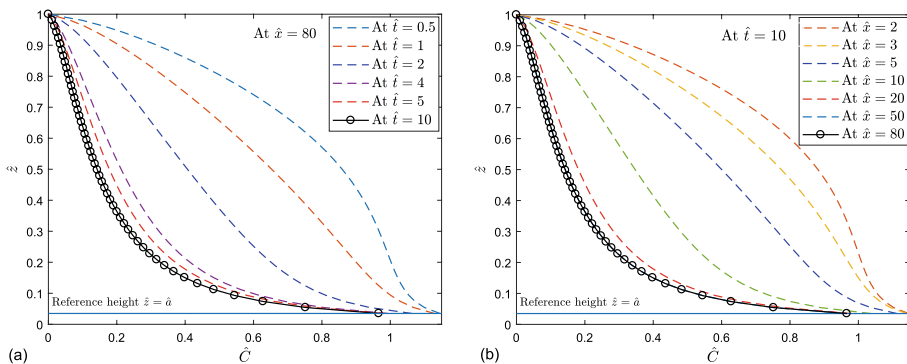 At x̂ = 80
At t̂ = 0.5
At t̂ = 1
At t̂ = 2
At t̂ = 4
At t̂ = 5
At t̂ = 10
1
0.9
0.8
0.7
0.6
0.5
0.4
0.3
0.2
0.1
0
ẑ
Reference height ẑ = â
0 0.2 0.4 0.6 0.8 1
Ĉ
(a)
At t̂ = 10
At x̂ = 2
At x̂ = 3
At x̂ = 5
At x̂ = 10
At x̂ = 20
At x̂ = 50
At x̂ = 80
1
0.9
0.8
0.7
0.6
0.5
0.4
0.3
0.2
0.1
0
ẑ
Reference height ẑ = â
0 0.2 0.4 0.6 0.8 1
Ĉ
(b)